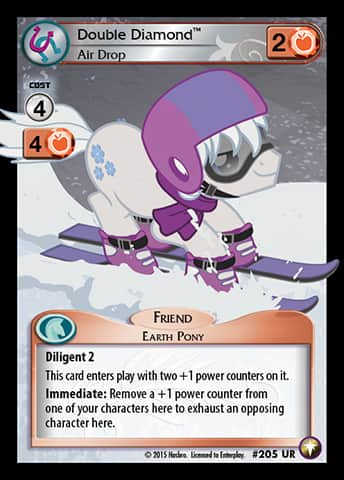 Double Diamond™
2
Air Drop
COST
4
4
FRIEND
EARTH PONY
Diligent 2
This card enters play with two +1 power counters on it.
Immediate: Remove a +1 power counter from
one of your characters here to exhaust an opposing
character here.
© 2015 Hasbro. Licensed to Enterplay. #205 UR